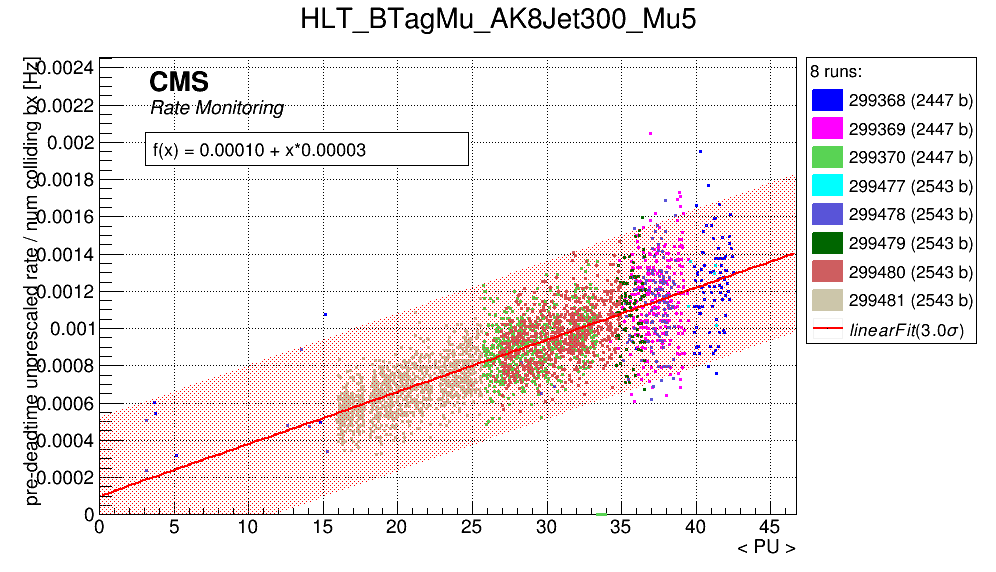 HLT_BTagMu_AK8Jet300_Mu5
pre-deadtime unprescaled rate / num colliding bx [Hz]
0.0024
0.0022
0.002
0.0018
0.0016
0.0014
0.0012
0.001
0.0008
0.0006
0.0004
0.0002
0
CMS
Rate Monitoring
f(x) = 0.00010 + x*0.00003
0 5 10 15 20 25 30 35 40 45
< PU >
8 runs:
299368 (2447 b)
299369 (2447 b)
299370 (2447 b)
299477 (2543 b)
299478 (2543 b)
299479 (2543 b)
299480 (2543 b)
299481 (2543 b)
linearFit(3.0σ)